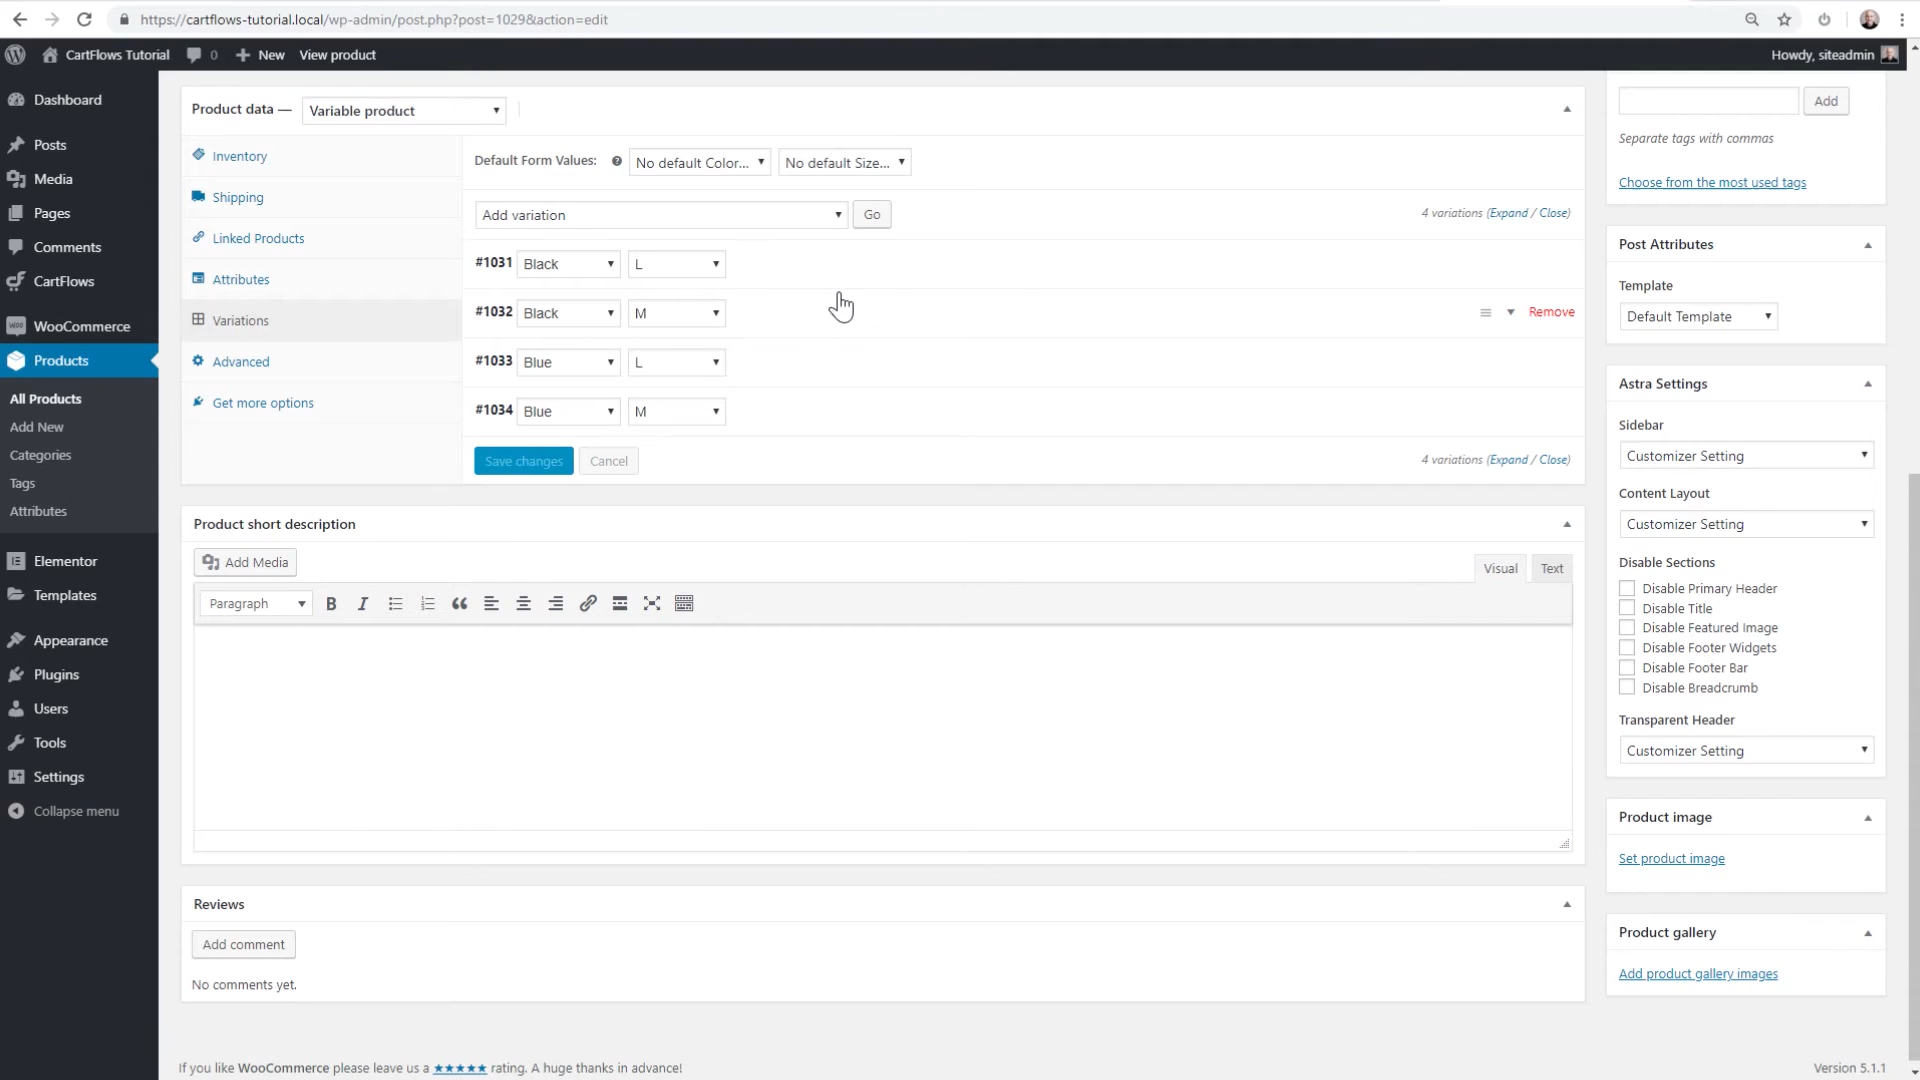 https://cartflows-tutorial.local/wp-admin/post.php?post=1029&action=edit
CartFlows Tutorial 0 New View product Howdy, siteadmin
Dashboard
Posts
Media
Pages
Comments
CartFlows
WooCommerce
Products
All Products
Add New
Categories
Tags
Attributes
Elementor
Templates
Appearance
Plugins
Users
Tools
Settings
Collapse menu
Product data — Variable product
Inventory
Shipping
Linked Products
Attributes
Variations
Advanced
Get more options
Default Form Values: No default Color... No default Size...
Add variation Go 4 variations (Expand / Close)
#1031 Black L
#1032 Black M Remove
#1033 Blue L
#1034 Blue M
Save changes Cancel 4 variations (Expand / Close)
Product short description
Add Media Visual Text
Paragraph B I
Reviews
Add comment
No comments yet.
Add
Separate tags with commas
Choose from the most used tags
Post Attributes
Template
Default Template
Astra Settings
Sidebar
Customizer Setting
Content Layout
Customizer Setting
Disable Sections
Disable Primary Header
Disable Title
Disable Featured Image
Disable Footer Widgets
Disable Footer Bar
Disable Breadcrumb
Transparent Header
Customizer Setting
Product image
Set product image
Product gallery
Add product gallery images
If you like WooCommerce please leave us a ★★★★★ rating. A huge thanks in advance! Version 5.1.1